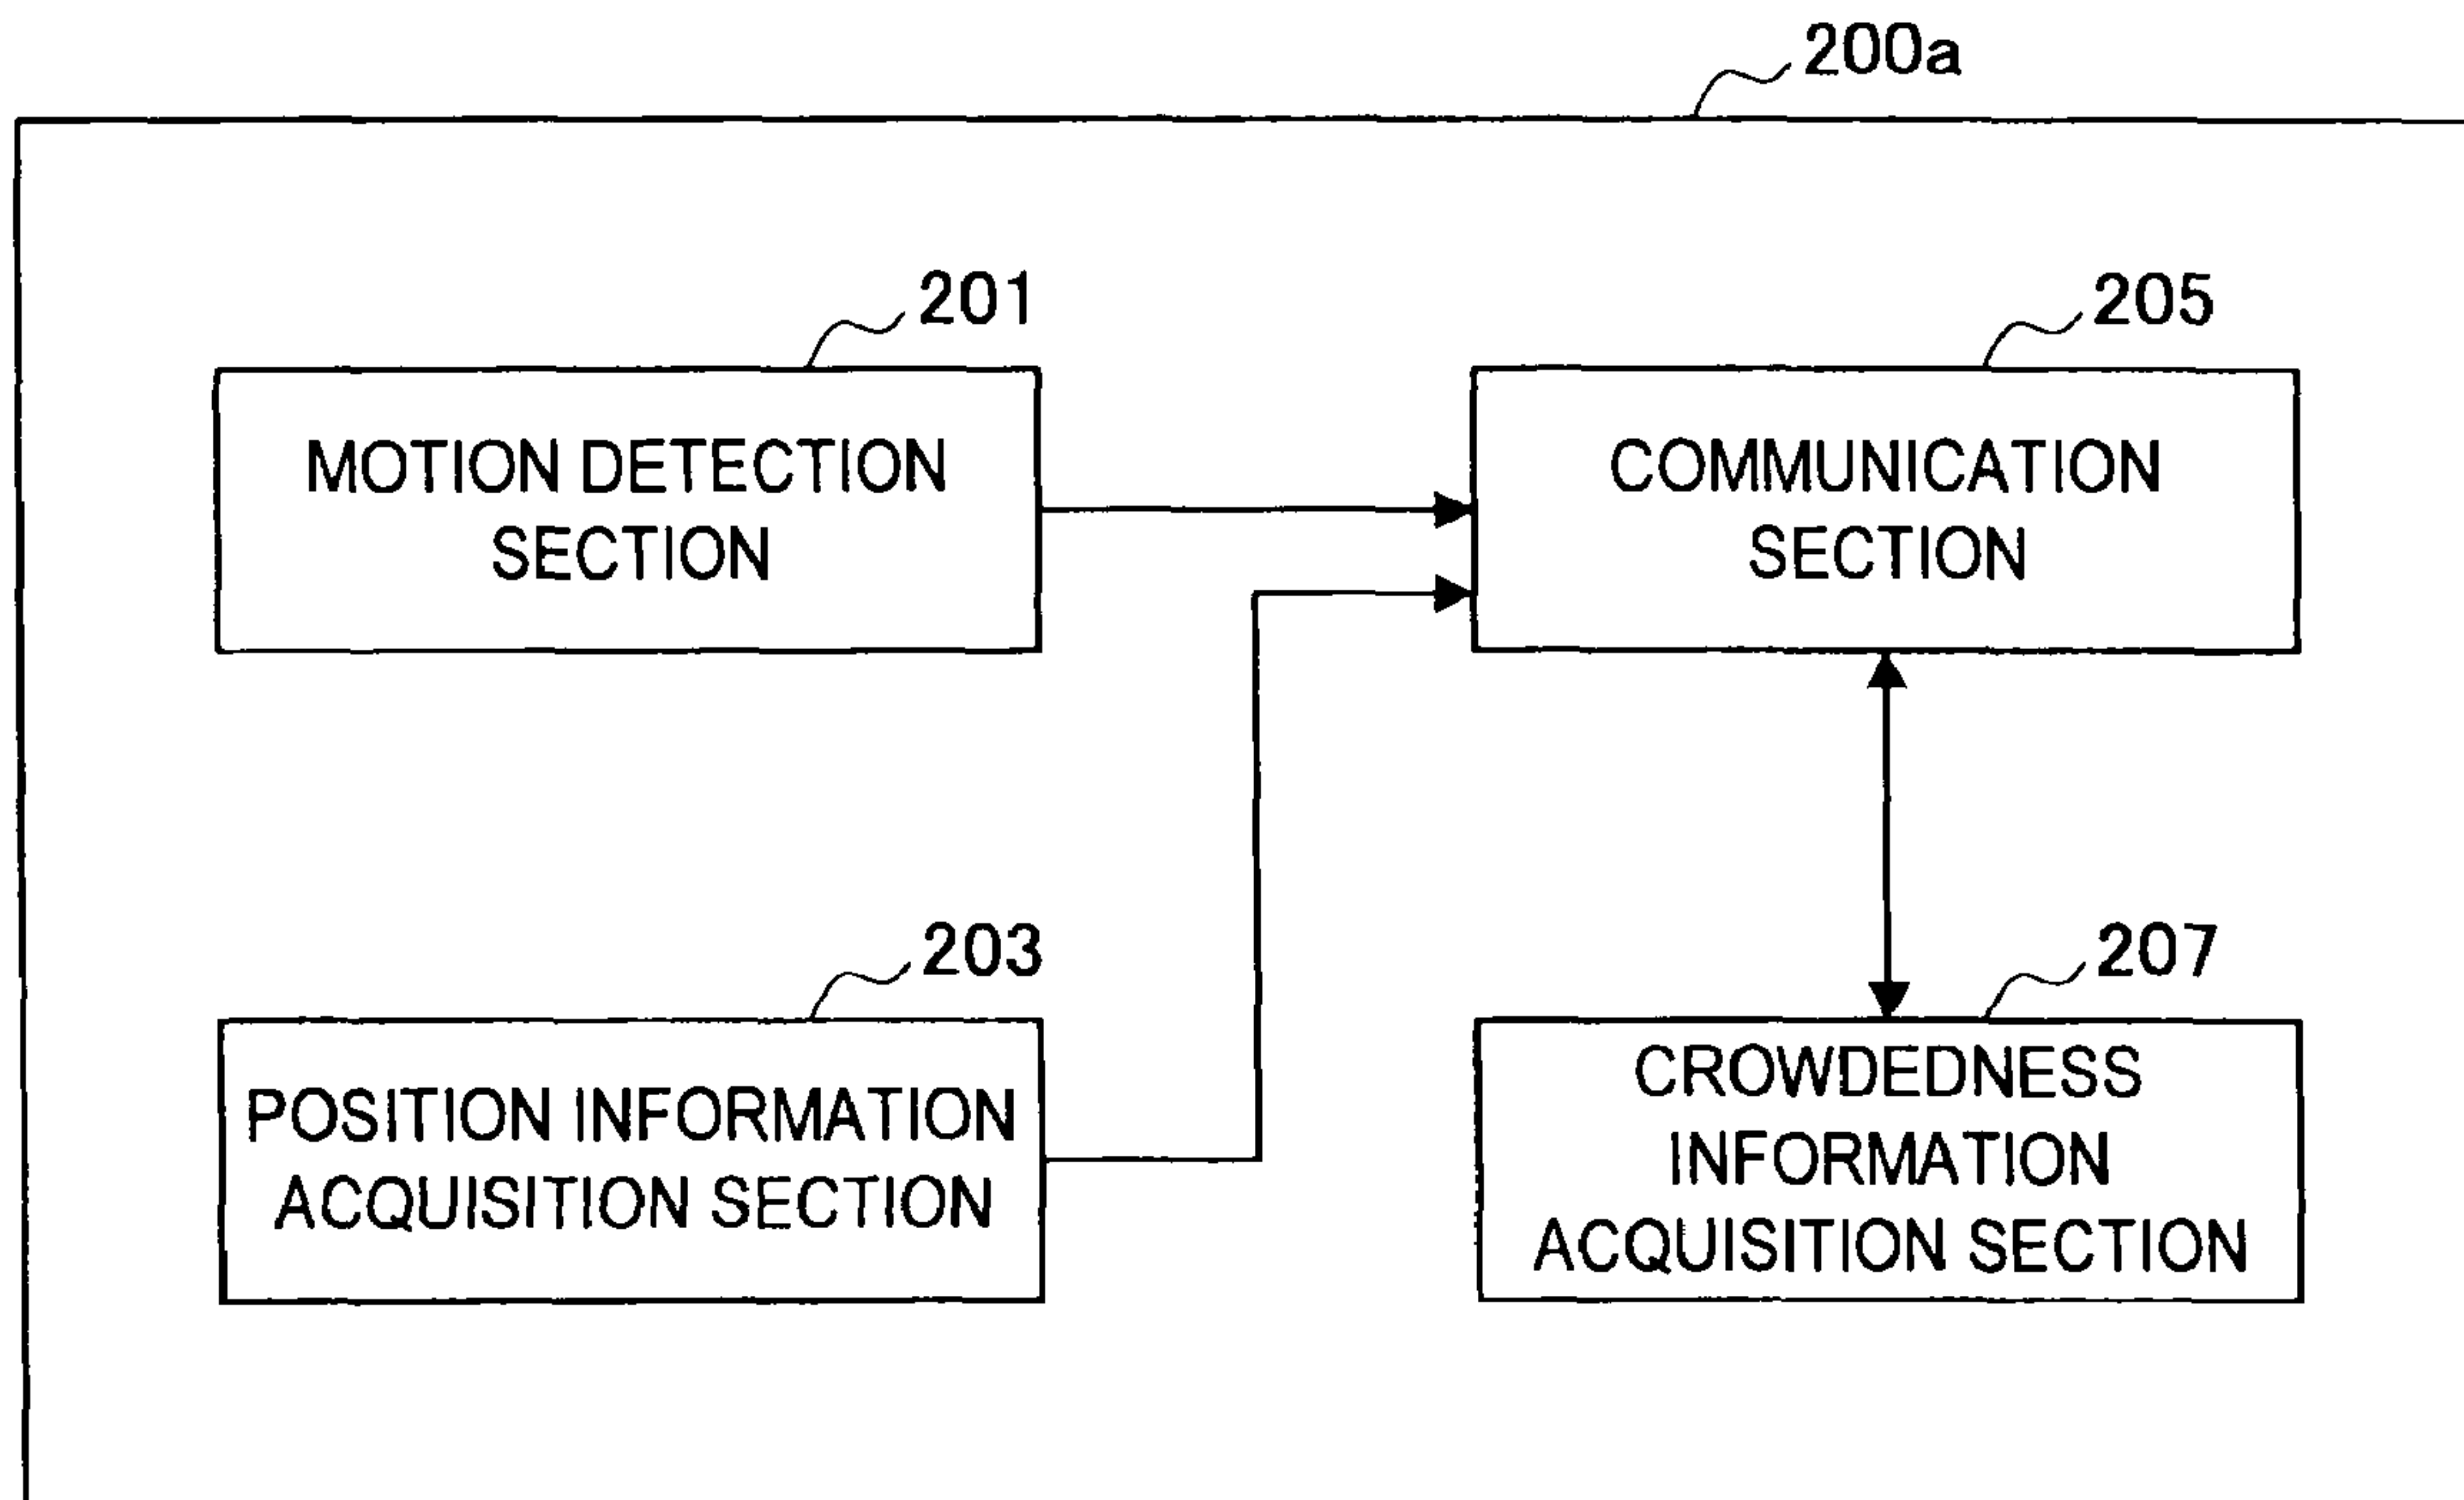 200a
201
MOTION DETECTION
SECTION
205
COMMUNICATION
SECTION
203
POSITION INFORMATION
ACQUISITION SECTION
207
CROWDEDNESS
INFORMATION
ACQUISITION SECTION